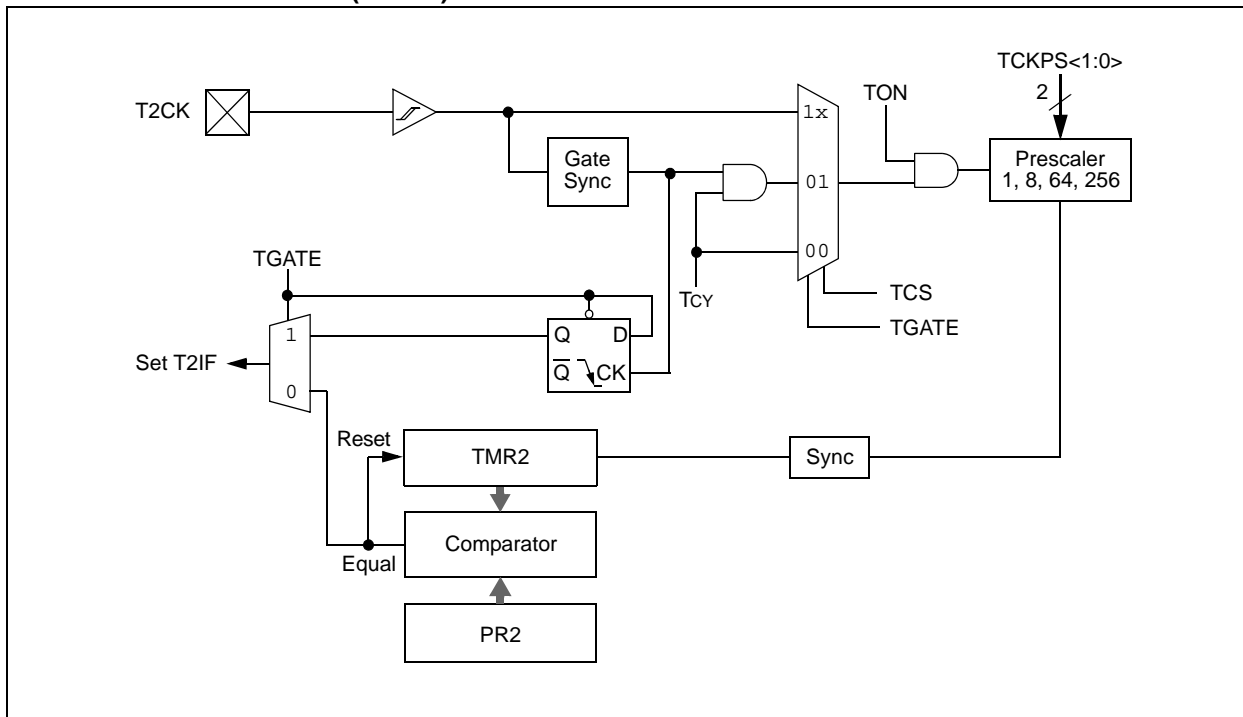 TCKPS<1:0>
2
T2CK
1x
TON
Gate
Sync
Prescaler
1, 8, 64, 256
01
00
TGATE
TCY
TCS
TGATE
1
Q
D
Set T2IF
Q
CK
0
Reset
TMR2
Sync
Comparator
Equal
PR2